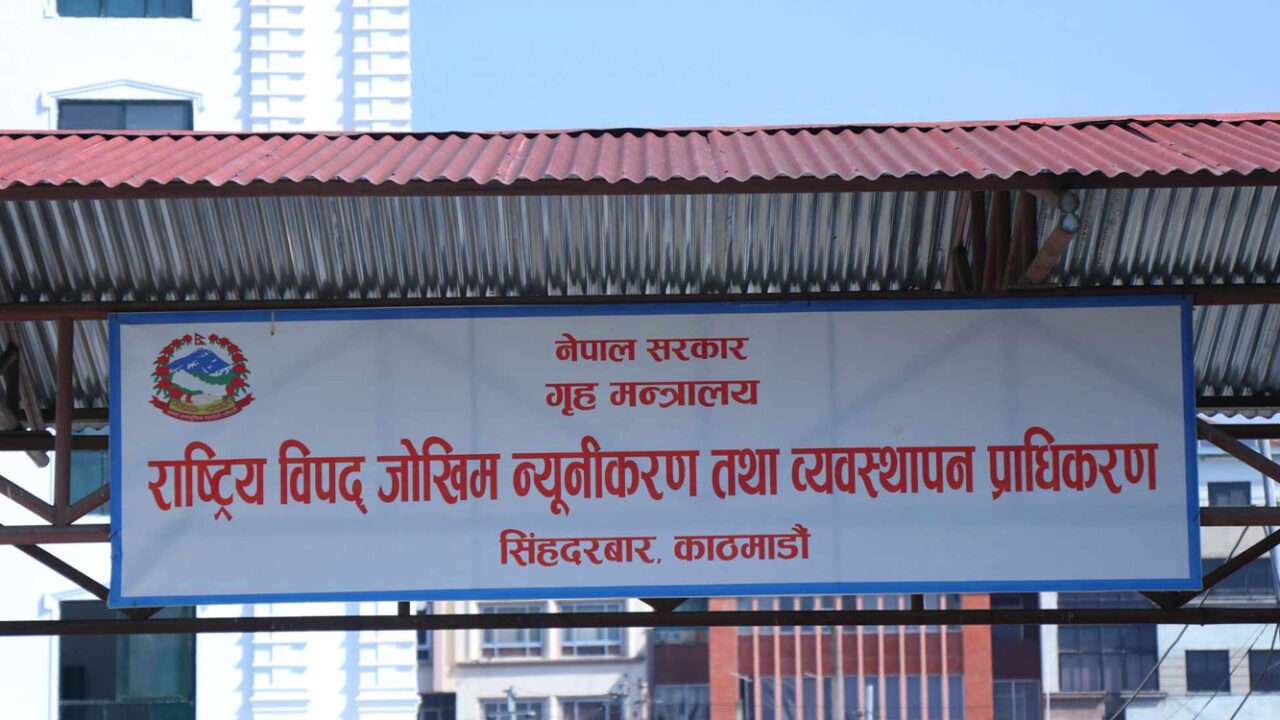 नेपाल सरकार
गृह मन्त्रालय
राष्ट्रिय विपद् जोखिम न्यूनीकरण तथा व्यवस्थापन प्राधिकरण
सिंहदरबार, काठमाडौं